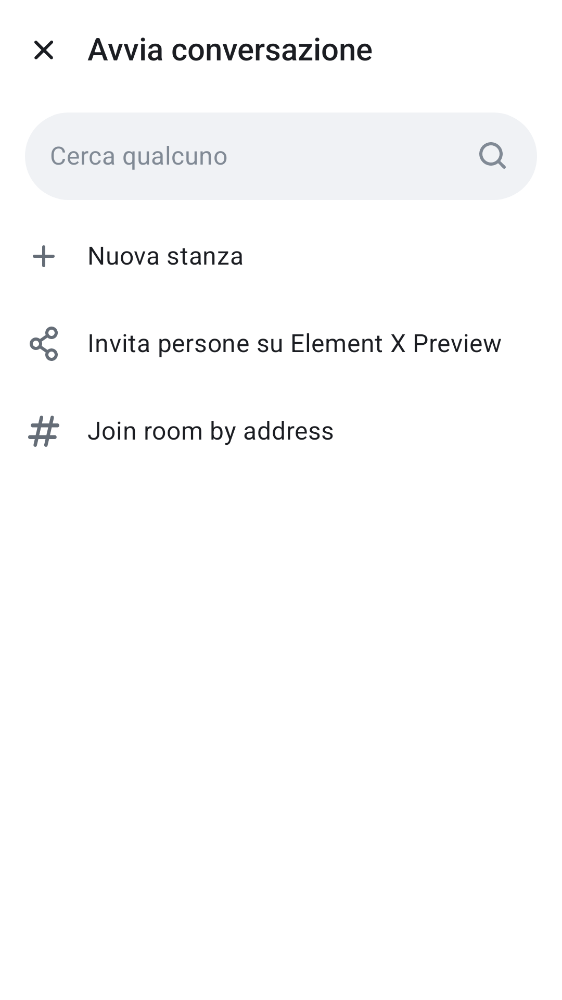 Avvia conversazione
Cerca qualcuno
Nuova stanza
Invita persone su Element X Preview
Join room by address